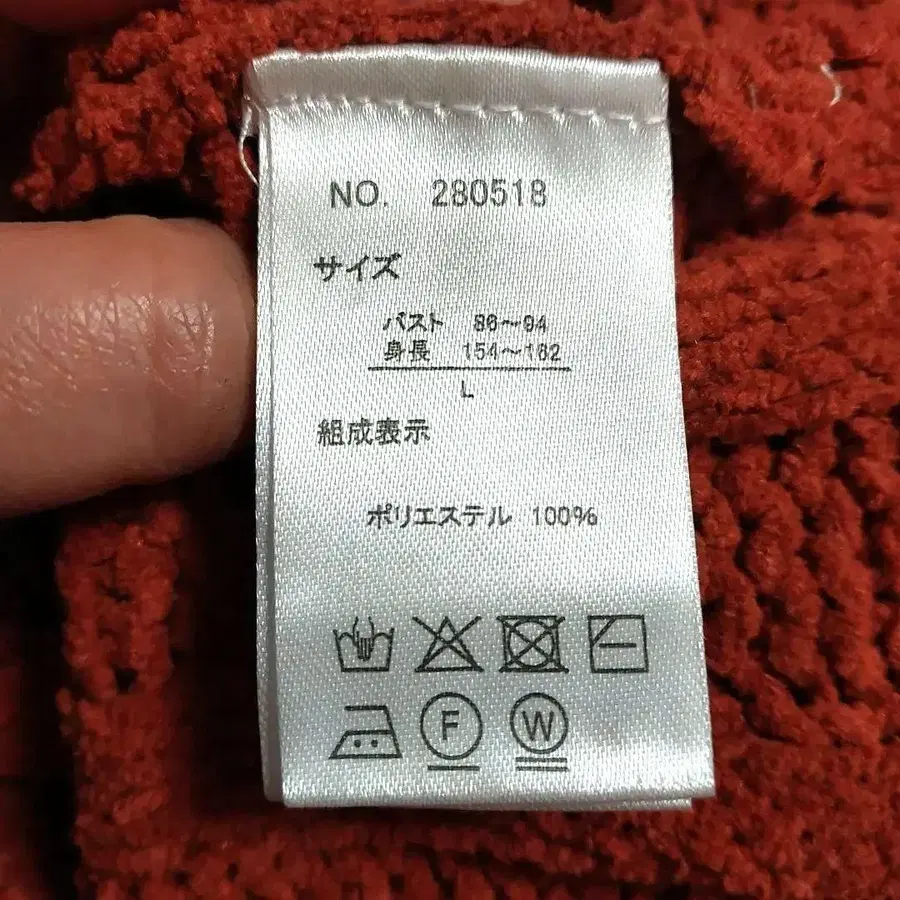 NO. 280518
サイズ
バスト 86～94
身長 154～162
L
組成表示
ポリエステル 100%
F W